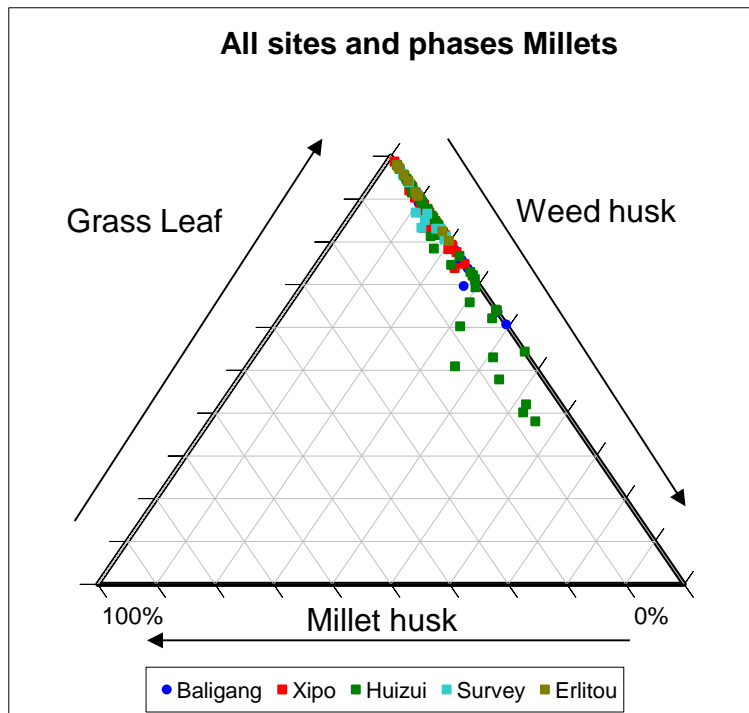 All sites and phases Millets
Grass Leaf
Weed husk
100%
Millet husk
0%
Baligang Xipo Huizui Survey Erlitou